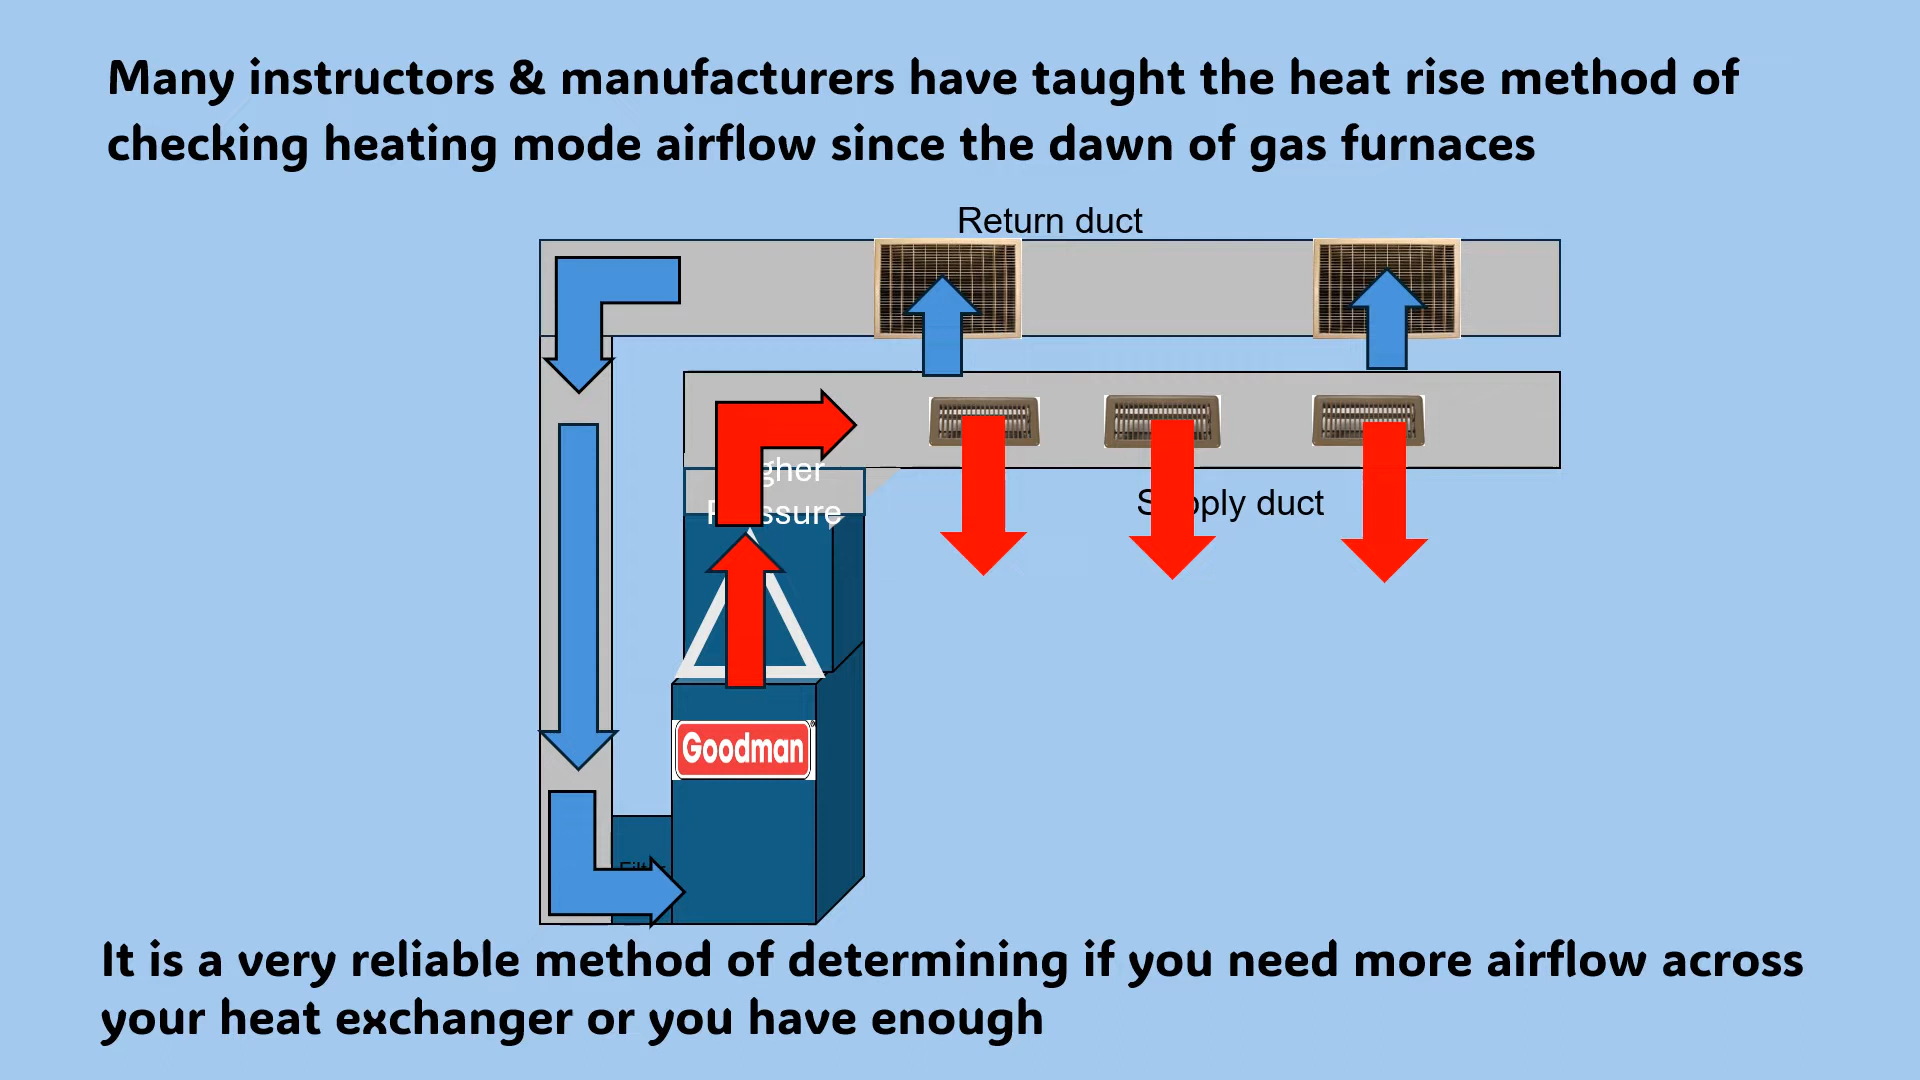 Many instructors & manufacturers have taught the heat rise method of
checking heating mode airflow since the dawn of gas furnaces
Return duct
Supply duct
Goodman
It is a very reliable method of determining if you need more airflow across
your heat exchanger or you have enough